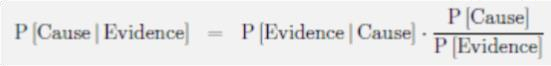 P [Cause | Evidence] = P [Evidence | Cause] · P [Cause] / P [Evidence]